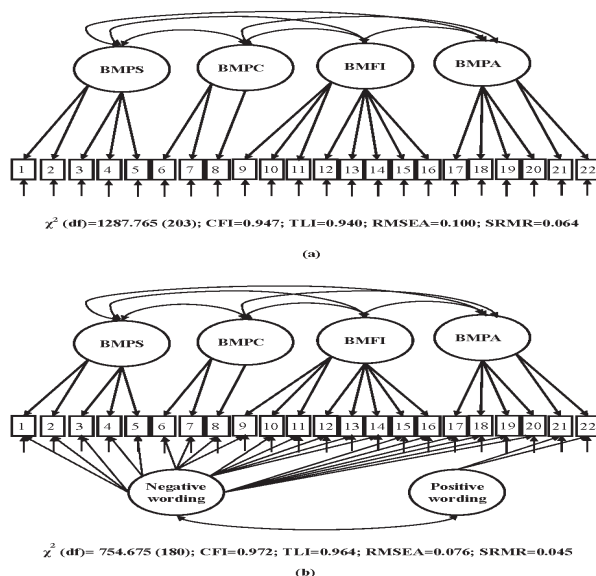 BMPS BMPC BMFI BMPA
1 2 3 4 5 6 7 8 9 10 11 12 13 14 15 16 17 18 19 20 21 22
χ² (df)=1287.765 (203); CFI=0.947; TLI=0.940; RMSEA=0.100; SRMR=0.064
(a)
BMPS BMPC BMFI BMPA
1 2 3 4 5 6 7 8 9 10 11 12 13 14 15 16 17 18 19 20 21 22
Negative wording
Positive wording
χ² (df)= 754.675 (180); CFI=0.972; TLI=0.964; RMSEA=0.076; SRMR=0.045
(b)